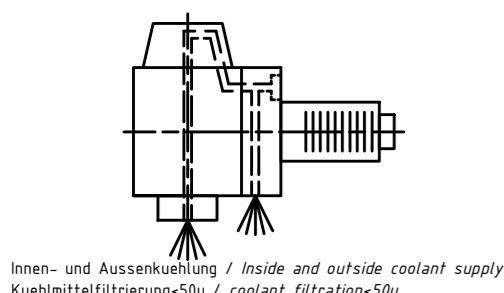 Innen- und Aussenkuehlung / Inside and outside coolant supply
Kuehlmittelfiltrierung<50µ / coolant filtration<50µ